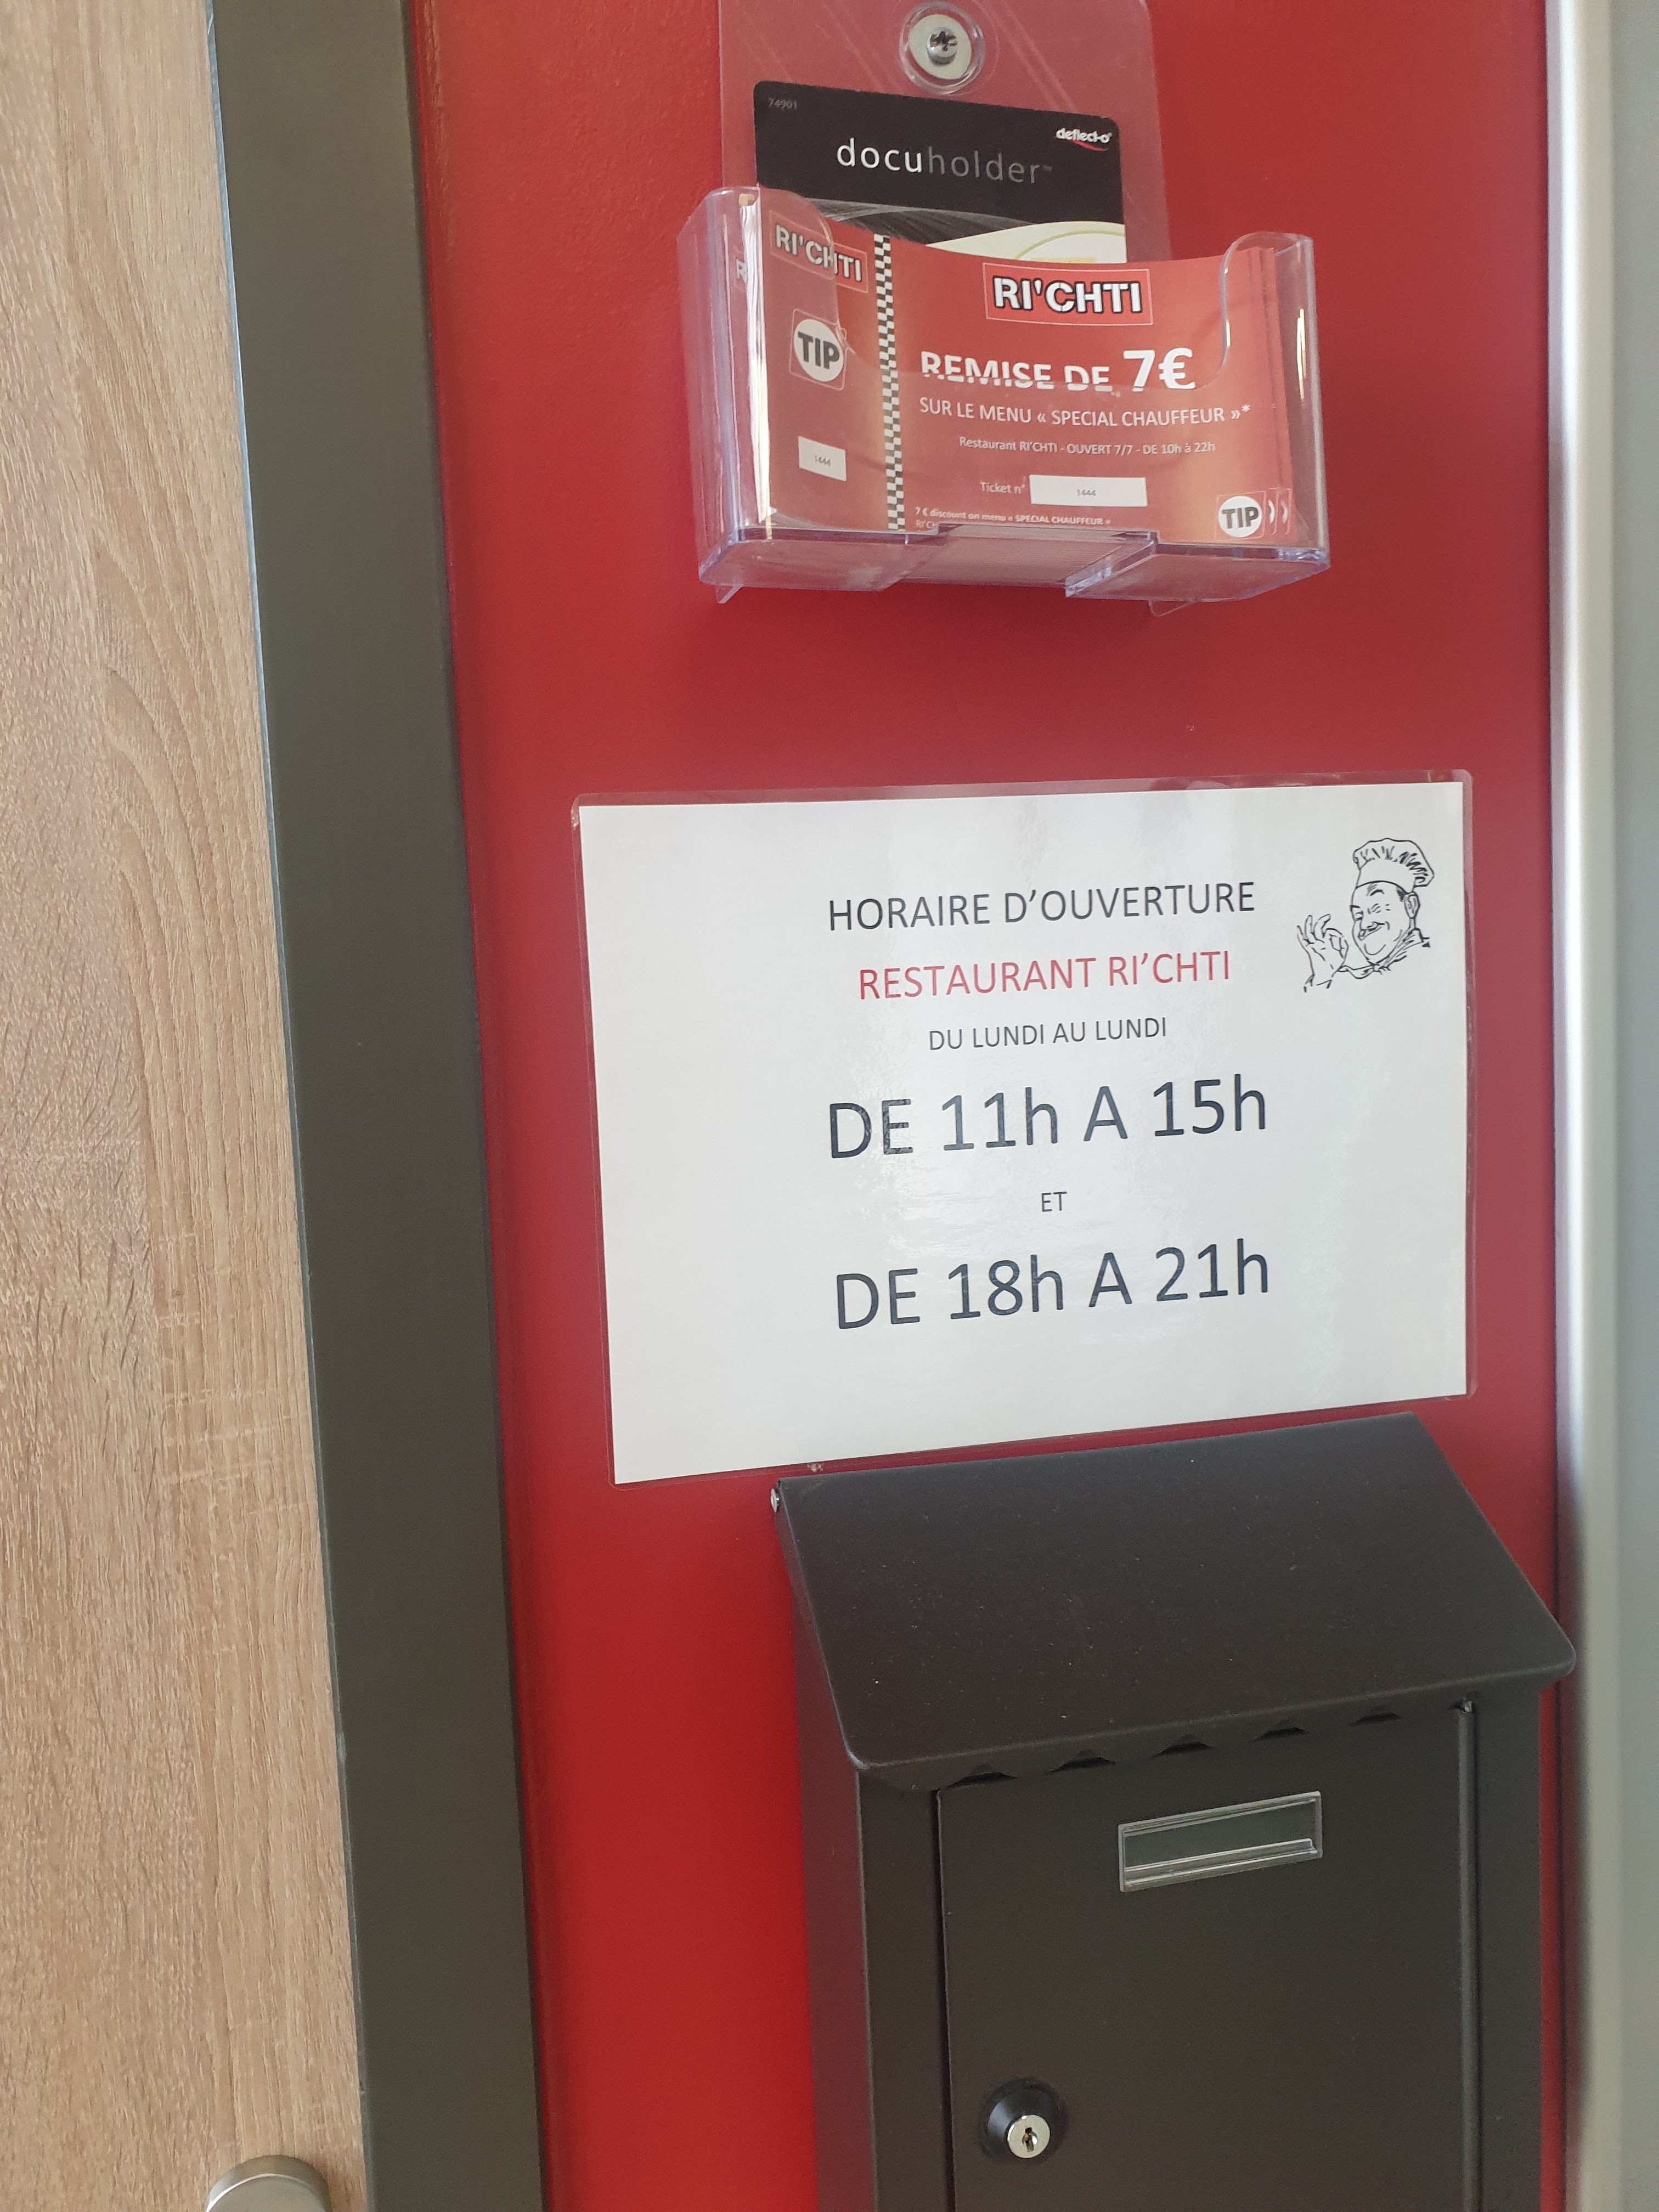 74901
deflect-o®
docuholder™
RI'CHTI
TIP
1444
RI'CHTI
REMISE DE 7€
SUR LE MENU « SPECIAL CHAUFFEUR »*
Restaurant RI'CHTI - OUVERT 7/7 - DE 10h à 22h
Ticket n° 1444
7 € discount on menu « SPECIAL CHAUFFEUR »
TIP
HORAIRE D'OUVERTURE
RESTAURANT RI'CHTI
DU LUNDI AU LUNDI
DE 11h A 15h
ET
DE 18h A 21h